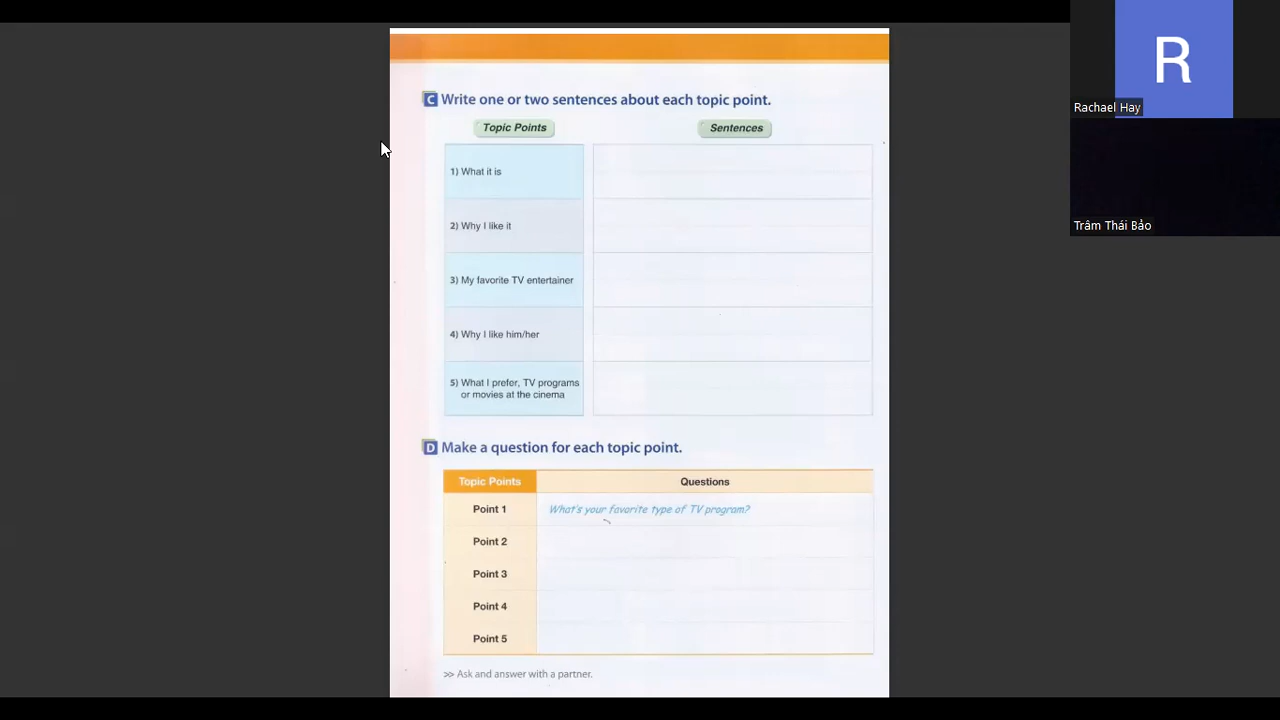 C Write one or two sentences about each topic point.
Topic Points
Sentences
1) What it is
2) Why I like it
3) My favorite TV entertainer
4) Why I like him/her
5) What I prefer, TV programs
or movies at the cinema
D Make a question for each topic point.
Topic Points
Questions
Point 1
What's your favorite type of TV program?
Point 2
Point 3
Point 4
Point 5
>> Ask and answer with a partner.
R
Rachael Hay
Trâm Thái Bảo